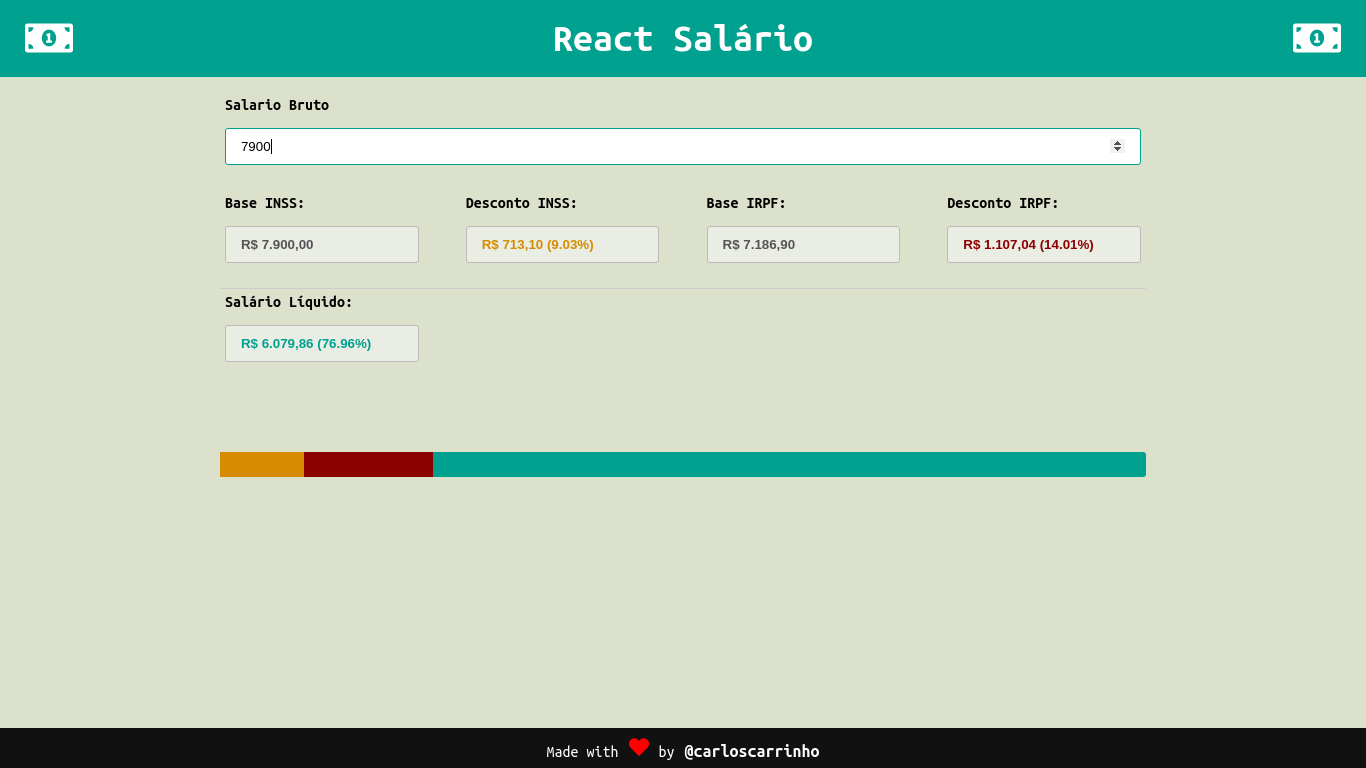 React Salário
Salario Bruto
7900
Base INSS:
Desconto INSS:
Base IRPF:
Desconto IRPF:
R$ 7.900,00
R$ 713,10 (9.03%)
R$ 7.186,90
R$ 1.107,04 (14.01%)
Salário Líquido:
R$ 6.079,86 (76.96%)
Made with by @carloscarrinho